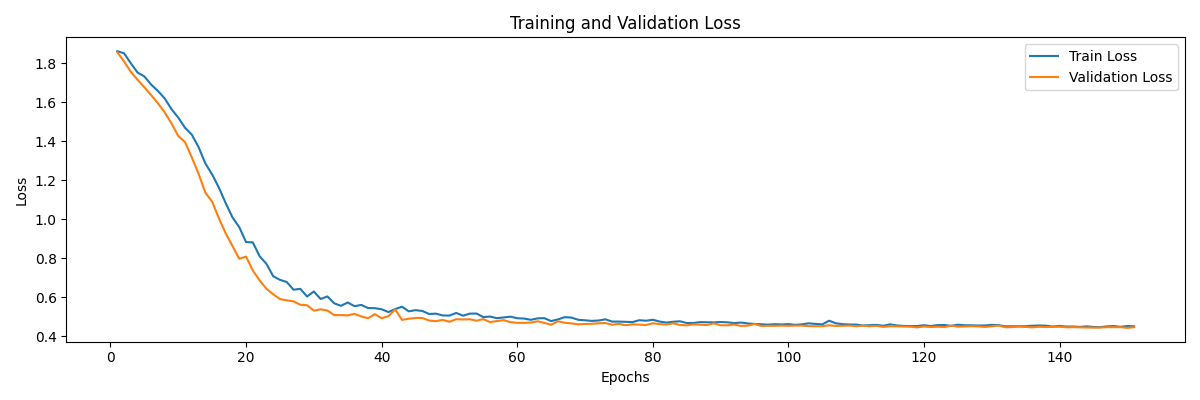 Training and Validation Loss
Train Loss
Validation Loss
1.8
1.6
1.4
1.2
1.0
0.8
0.6
0.4
Loss
0 20 40 60 80 100 120 140
Epochs